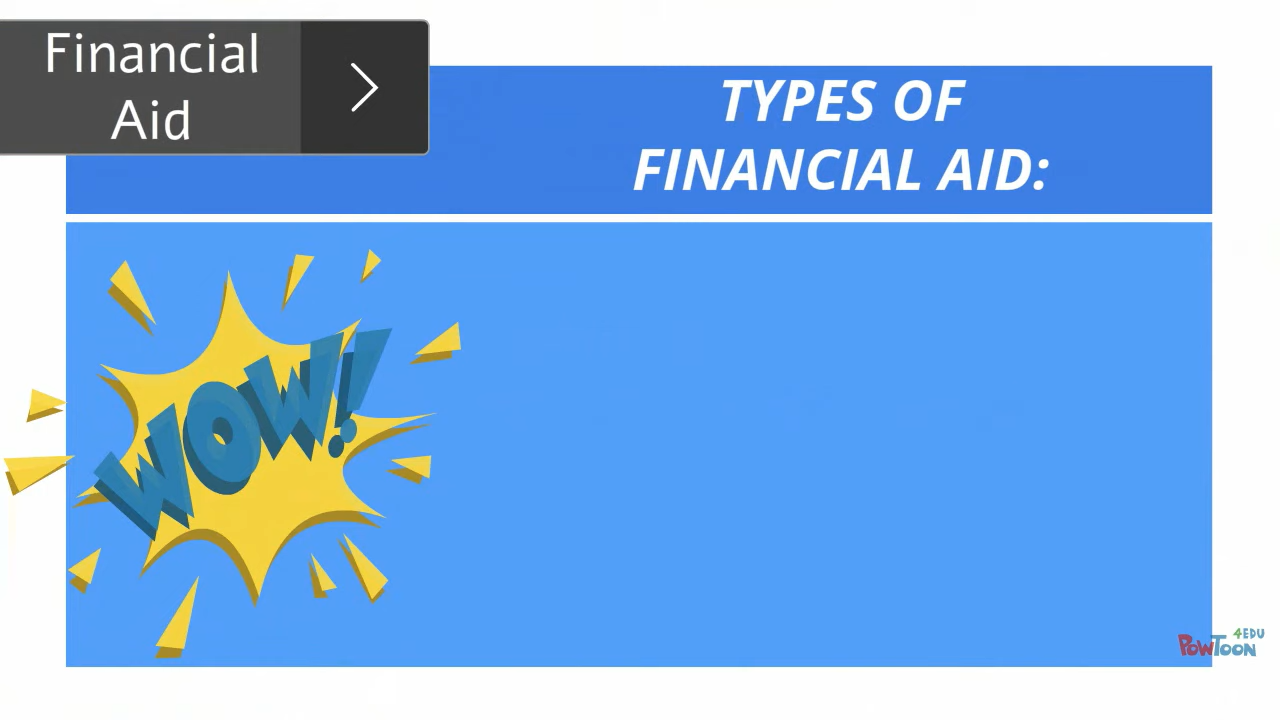 Financial
Aid
TYPES OF
FINANCIAL AID:
WOW!!
4EDU
POWTOON